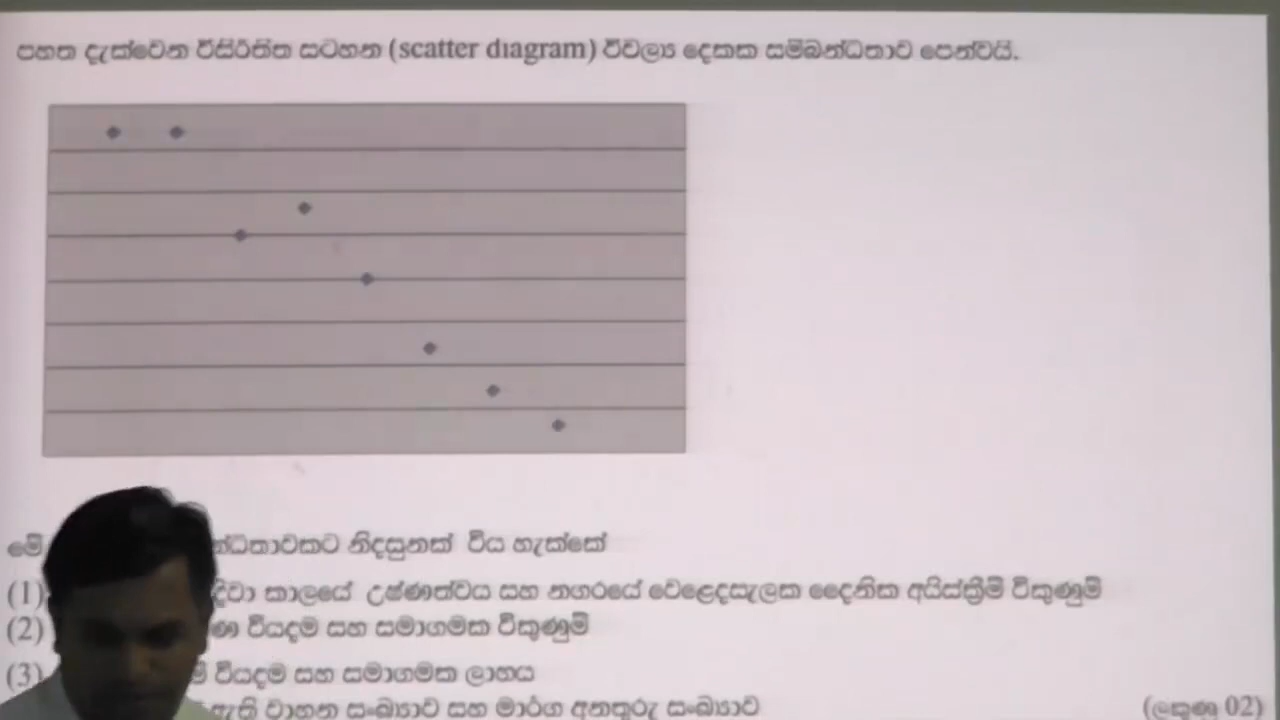 පහත දැක්වෙන විසිරිතිත සටහන (scatter diagram) විචල්‍ය දෙකක සම්බන්ධතාව පෙන්වයි.
මේ න්ධතාවකට නිදසුනක් විය හැක්කේ
(1) දිවා කාලයේ උෂ්ණත්වය සහ නගරයේ වෙළෙදසැලක දෛනික අයිස්ක්‍රීම් විකුණුම්
(2) ණ වියදම සහ සමාගමක විකුණුම්
(3) ම් වියදම සහ සමාගමක ලාභය
ඇති වාහන සංඛ්‍යාව සහ මාර්ග අනතුරු සංඛ්‍යාව (ලකුණු 02)